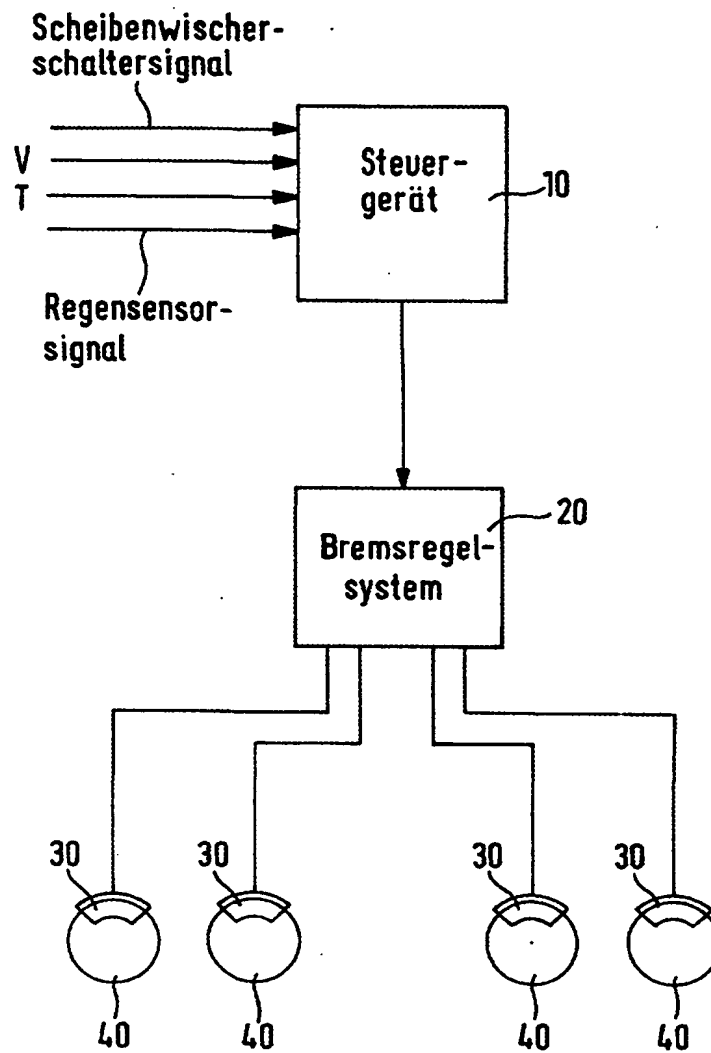 Scheibenwischer-
schaltersignal
V
T
Regensensor-
signal
Steuer-
gerät
10
20
Bremsregel-
system
30 30 30 30
40 40 40 40